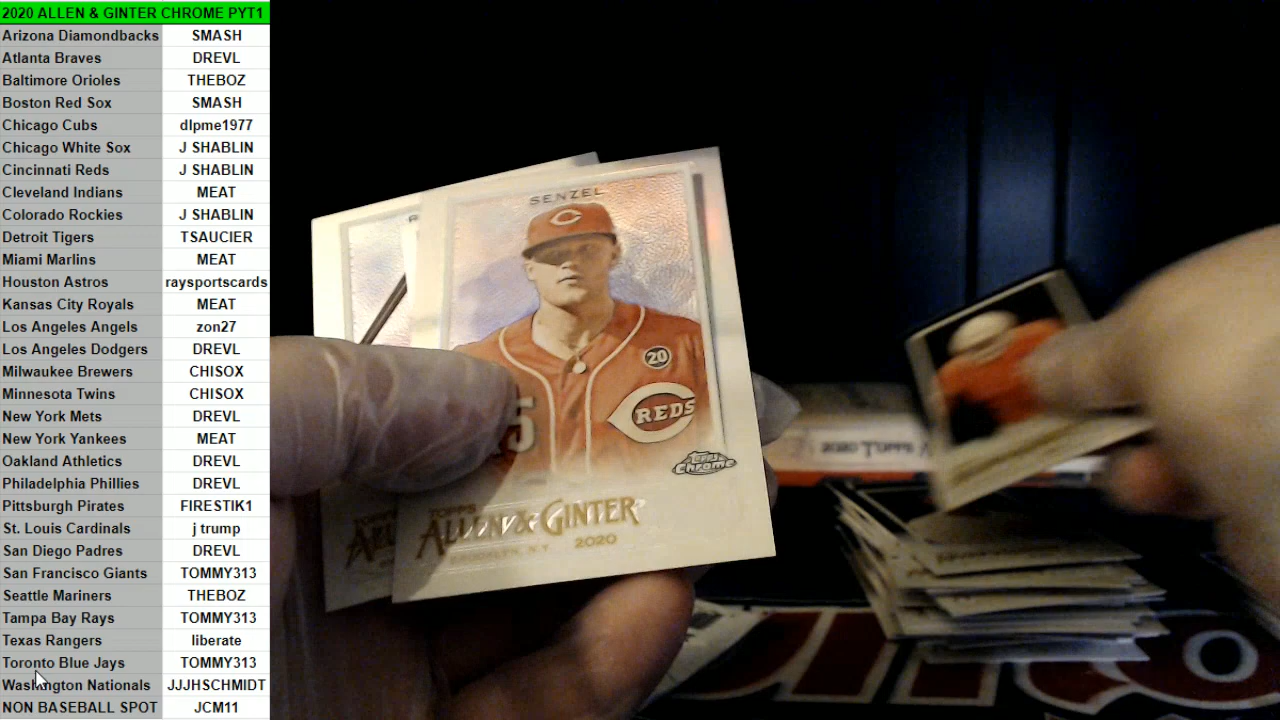 2020 ALLEN & GINTER CHROME PYT1
Arizona Diamondbacks SMASH
Atlanta Braves DREVL
Baltimore Orioles THEBOZ
Boston Red Sox SMASH
Chicago Cubs dlpme1977
Chicago White Sox J SHABLIN
Cincinnati Reds J SHABLIN
Cleveland Indians MEAT
Colorado Rockies J SHABLIN
Detroit Tigers TSAUCIER
Miami Marlins MEAT
Houston Astros raysportscards
Kansas City Royals MEAT
Los Angeles Angels zon27
Los Angeles Dodgers DREVL
Milwaukee Brewers CHISOX
Minnesota Twins CHISOX
New York Mets DREVL
New York Yankees MEAT
Oakland Athletics DREVL
Philadelphia Phillies DREVL
Pittsburgh Pirates FIRESTIK1
St. Louis Cardinals j trump
San Diego Padres DREVL
San Francisco Giants TOMMY313
Seattle Mariners THEBOZ
Tampa Bay Rays TOMMY313
Texas Rangers liberate
Toronto Blue Jays TOMMY313
Washington Nationals JJJHSCHMIDT
NON BASEBALL SPOT JCM11
SENZEL
20
REDS
Topps
Chrome
TOPPS
ALLEN & GINTER
BROOKLYN, N.Y. 2020
2020 TOPPS